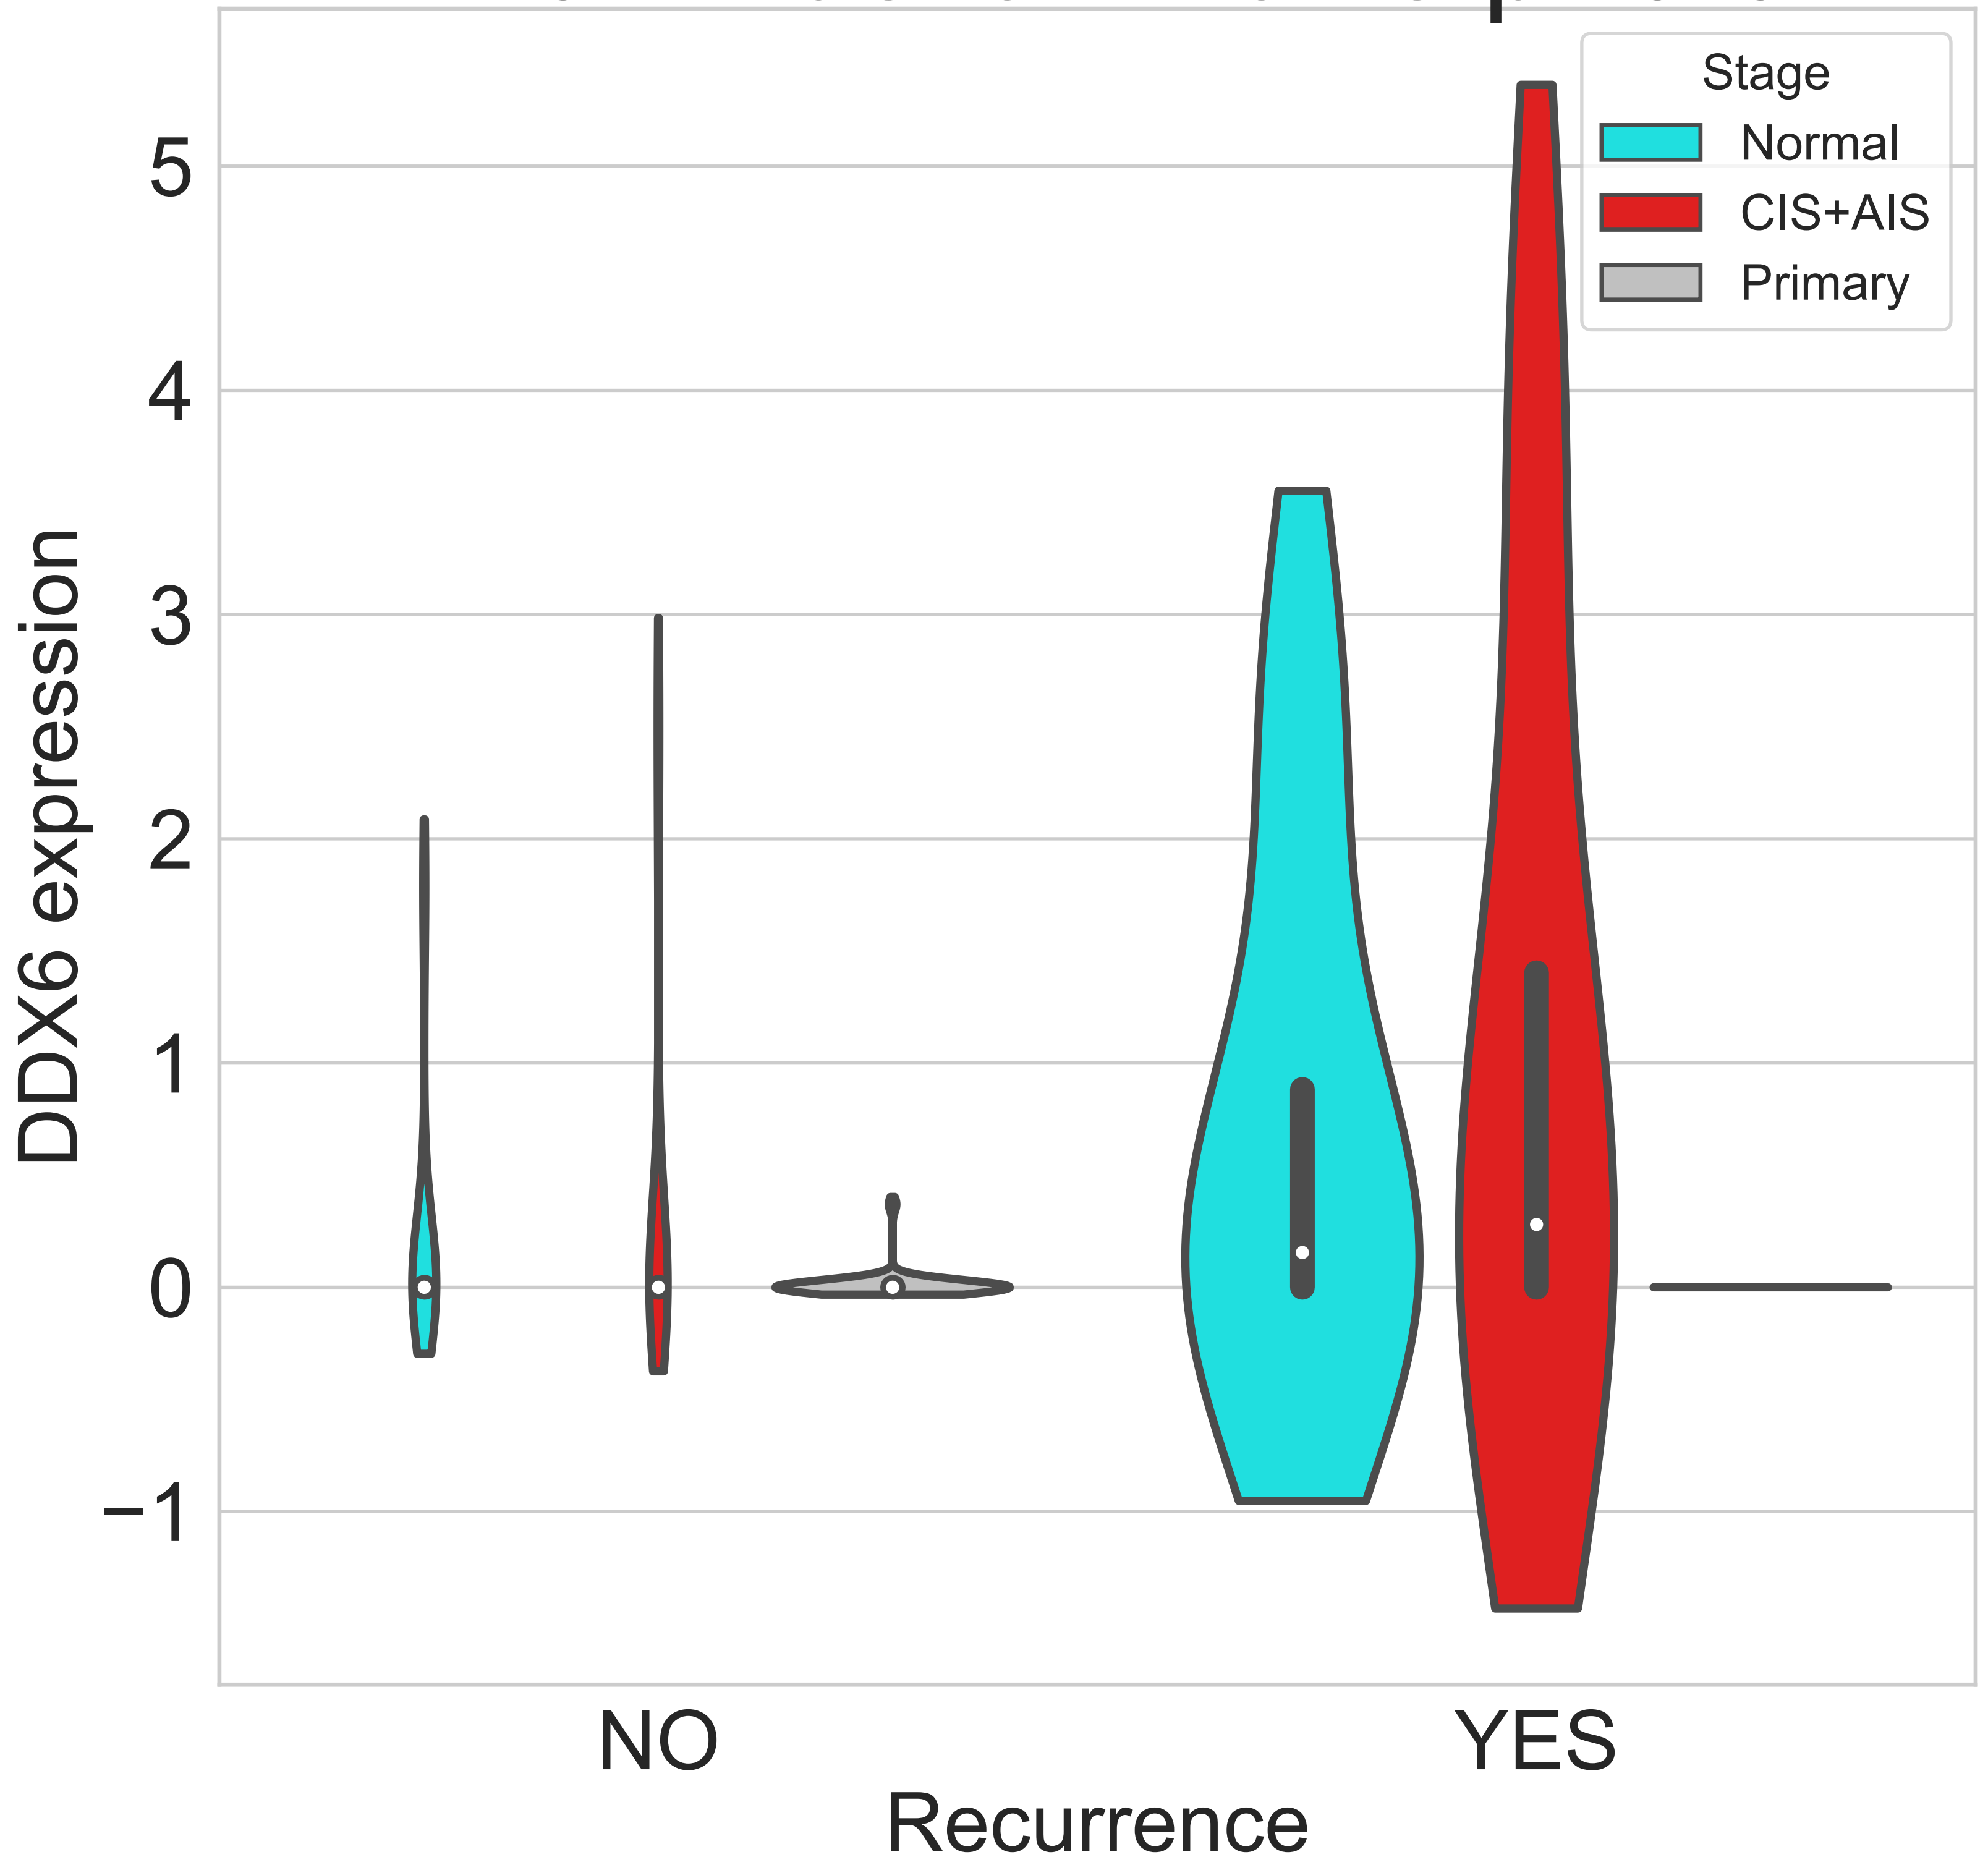 Stage
Normal
CIS+AIS
Primary
5
4
3
2
1
0
−1
DDX6 expression
NO
YES
Recurrence